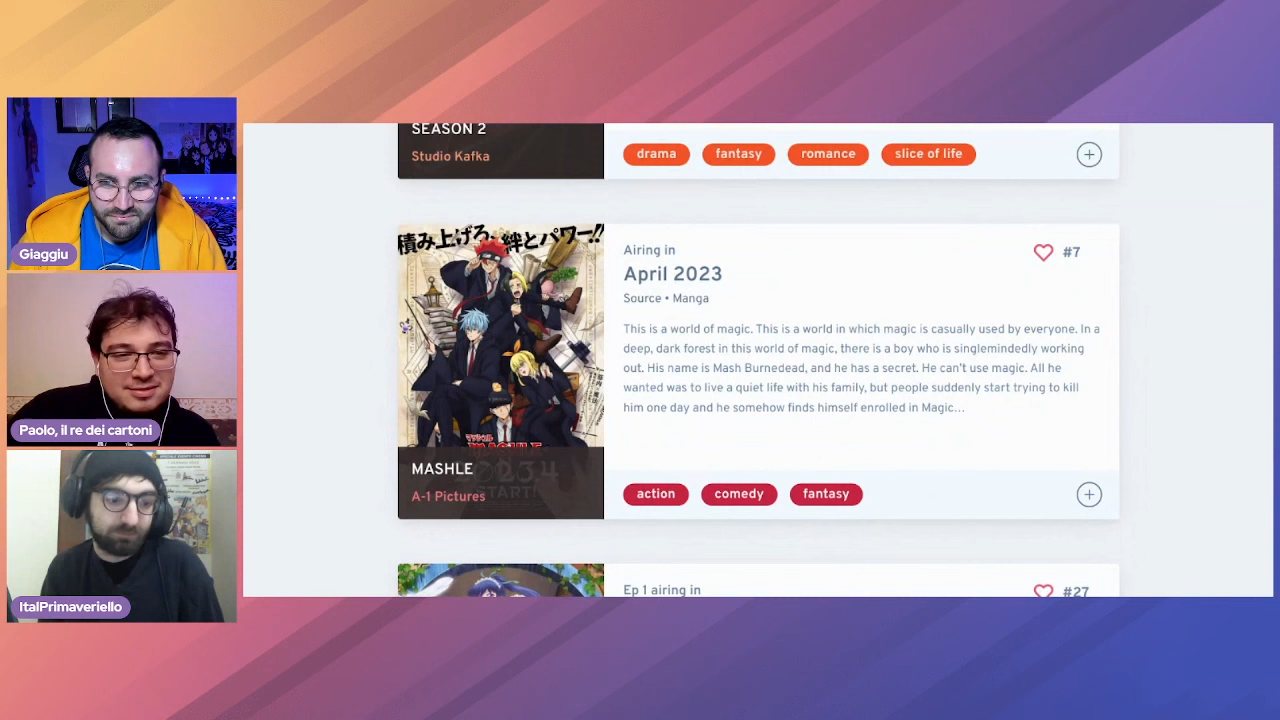 Giaggiu
Paolo, il re dei cartoni
ItalPrimaveriello
SEASON 2
Studio Kafka
drama
fantasy
romance
slice of life
積み上げろ、絆とパワー!!
MASHLE
A-1 Pictures
START!
Airing in
April 2023
Source • Manga
#7
This is a world of magic. This is a world in which magic is casually used by everyone. In a
deep, dark forest in this world of magic, there is a boy who is singlemindedly working
out. His name is Mash Burnedead, and he has a secret. He can't use magic. All he
wanted was to live a quiet life with his family, but people suddenly start trying to kill
him one day and he somehow finds himself enrolled in Magic...
action
comedy
fantasy
Ep 1 airing in
#27